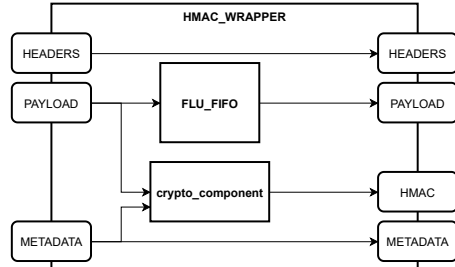 HMAC_WRAPPER
HEADERS
HEADERS
PAYLOAD
FLU_FIFO
PAYLOAD
crypto_component
HMAC
METADATA
METADATA